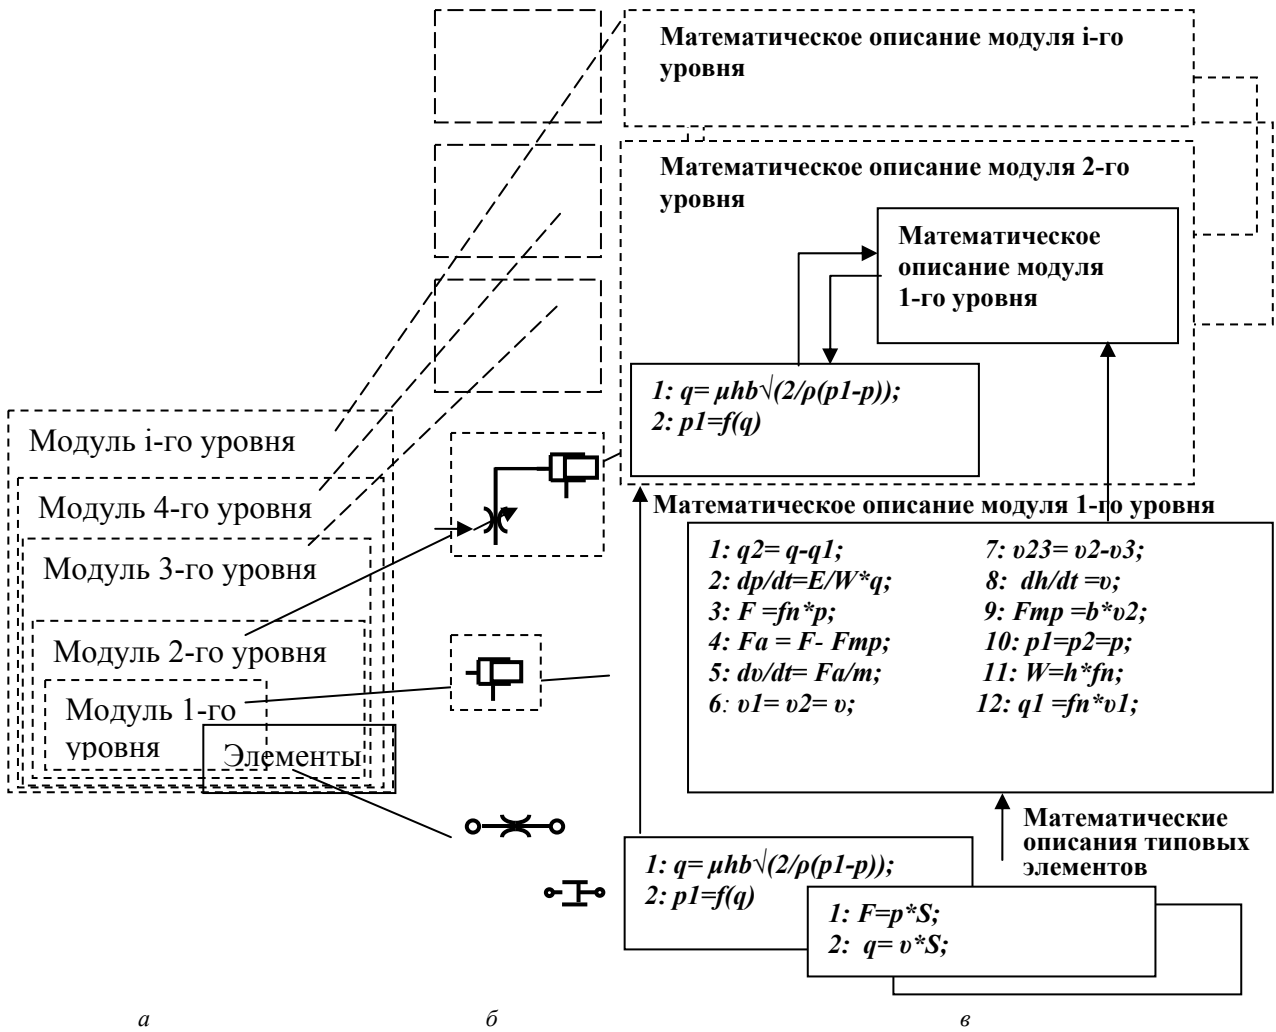 Математическое описание модуля i-го
уровня
Математическое описание модуля 2-го
уровня
Математическое
описание модуля
1-го уровня
1: q= μhb√(2/ρ(p1-p));
2: p1=f(q)
Модуль i-го уровня
Модуль 4-го уровня
Модуль 3-го уровня
Модуль 2-го уровня
Модуль 1-го
уровня
Элементы
Математическое описание модуля 1-го уровня
1: q2= q-q1;
2: dp/dt=E/W*q;
3: F =fn*p;
4: Fa = F- Fmp;
5: dυ/dt= Fa/m;
6: υ1= υ2= υ;
7: υ23= υ2-υ3;
8: dh/dt =υ;
9: Fmp =b*υ2;
10: p1=p2=p;
11: W=h*fn;
12: q1 =fn*υ1;
Математические
описания типовых
элементов
1: q= μhb√(2/ρ(p1-p));
2: p1=f(q)
1: F=p*S;
2: q= υ*S;
а
б
в